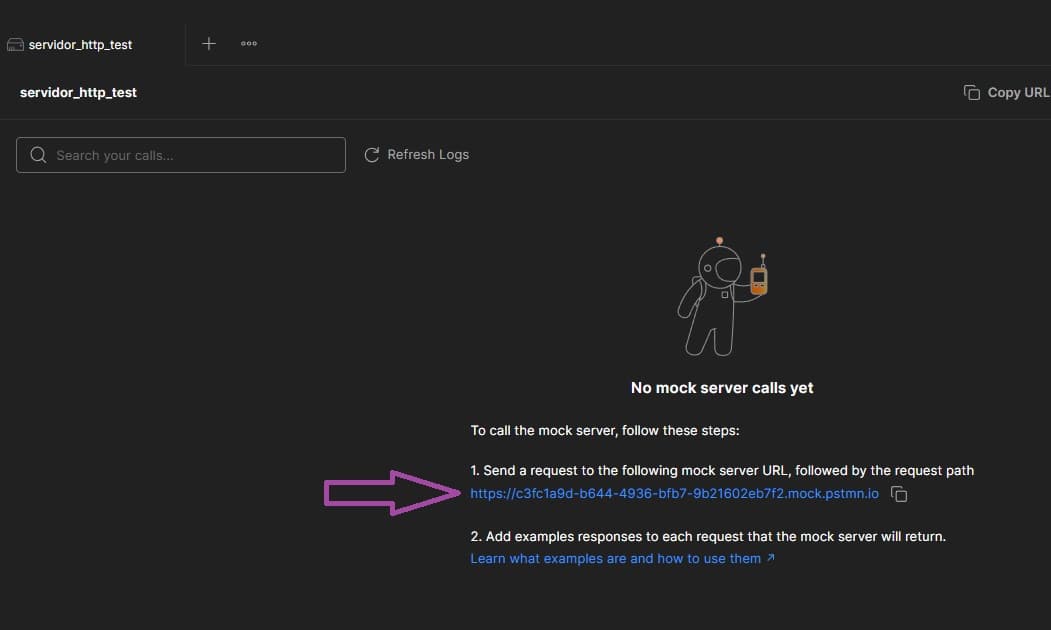 servidor_http_test
servidor_http_test
Copy URL
Search your calls...
Refresh Logs
No mock server calls yet
To call the mock server, follow these steps:
1. Send a request to the following mock server URL, followed by the request path
https://c3fc1a9d-b644-4936-bfb7-9b21602eb7f2.mock.pstmn.io
2. Add examples responses to each request that the mock server will return.
Learn what examples are and how to use them ↗